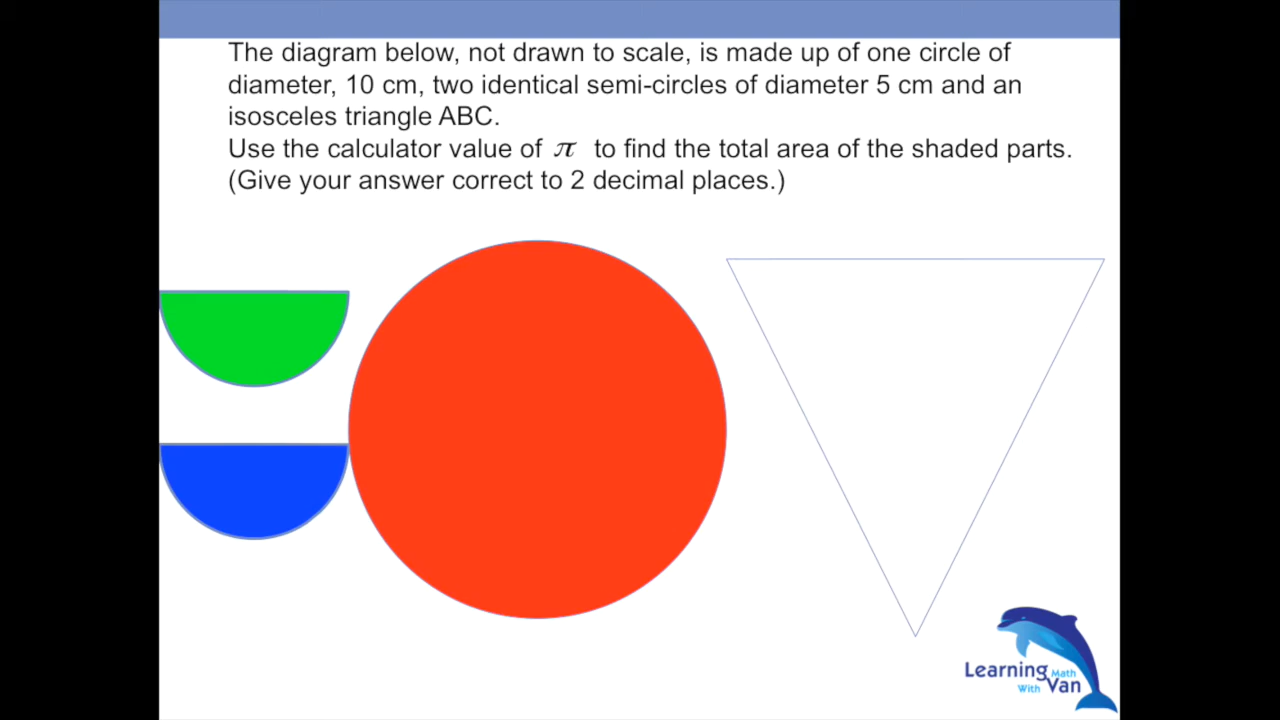 The diagram below, not drawn to scale, is made up of one circle of
diameter, 10 cm, two identical semi-circles of diameter 5 cm and an
isosceles triangle ABC.
Use the calculator value of π to find the total area of the shaded parts.
(Give your answer correct to 2 decimal places.)
Learning Math
With Van